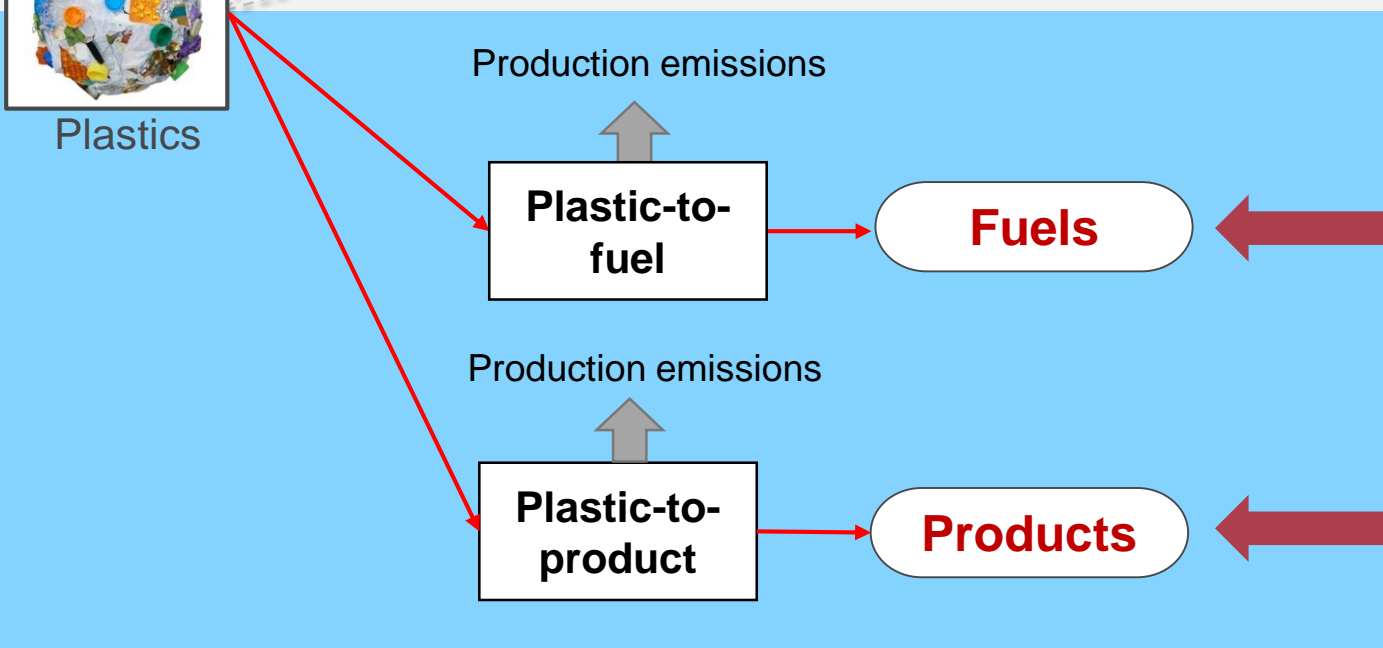 Production emissions
Plastics
Plastic-to-
fuel
Fuels
Production emissions
Plastic-to-
product
Products